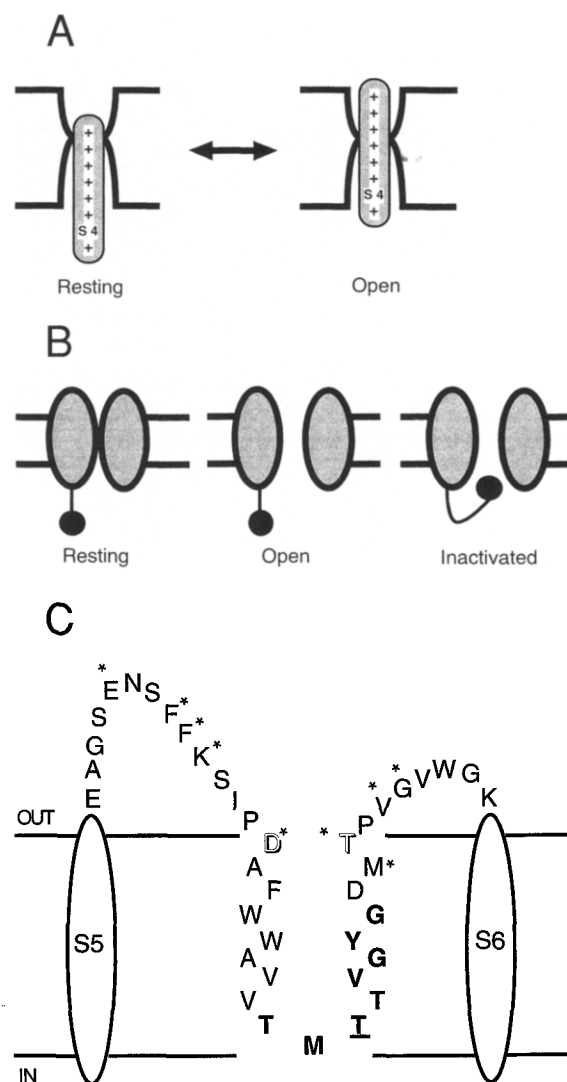 A
+
+
+
+
+
+
S 4
+
Resting
+
+
+
+
+
+
S 4
+
Open
B
Resting
Open
Inactivated
C
OUT
IN
S5
E A G S E* N S F* F* K* S I P
D*
A
F
W
W
A
V
V
T
M
T
T
V
G
Y
G
D
M*
* T
P V* G* V W G K
S6